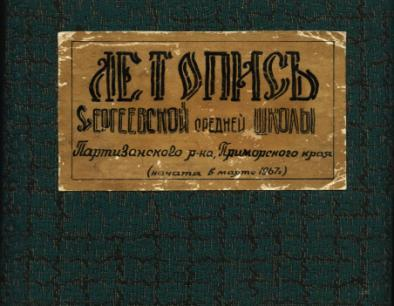 ЛЕТОПИСЬ
СЕРГЕЕВСКОЙ СРЕДНЕЙ ШКОЛЫ
Партизанского р-на, Приморского края
(начата в марте 1967г)